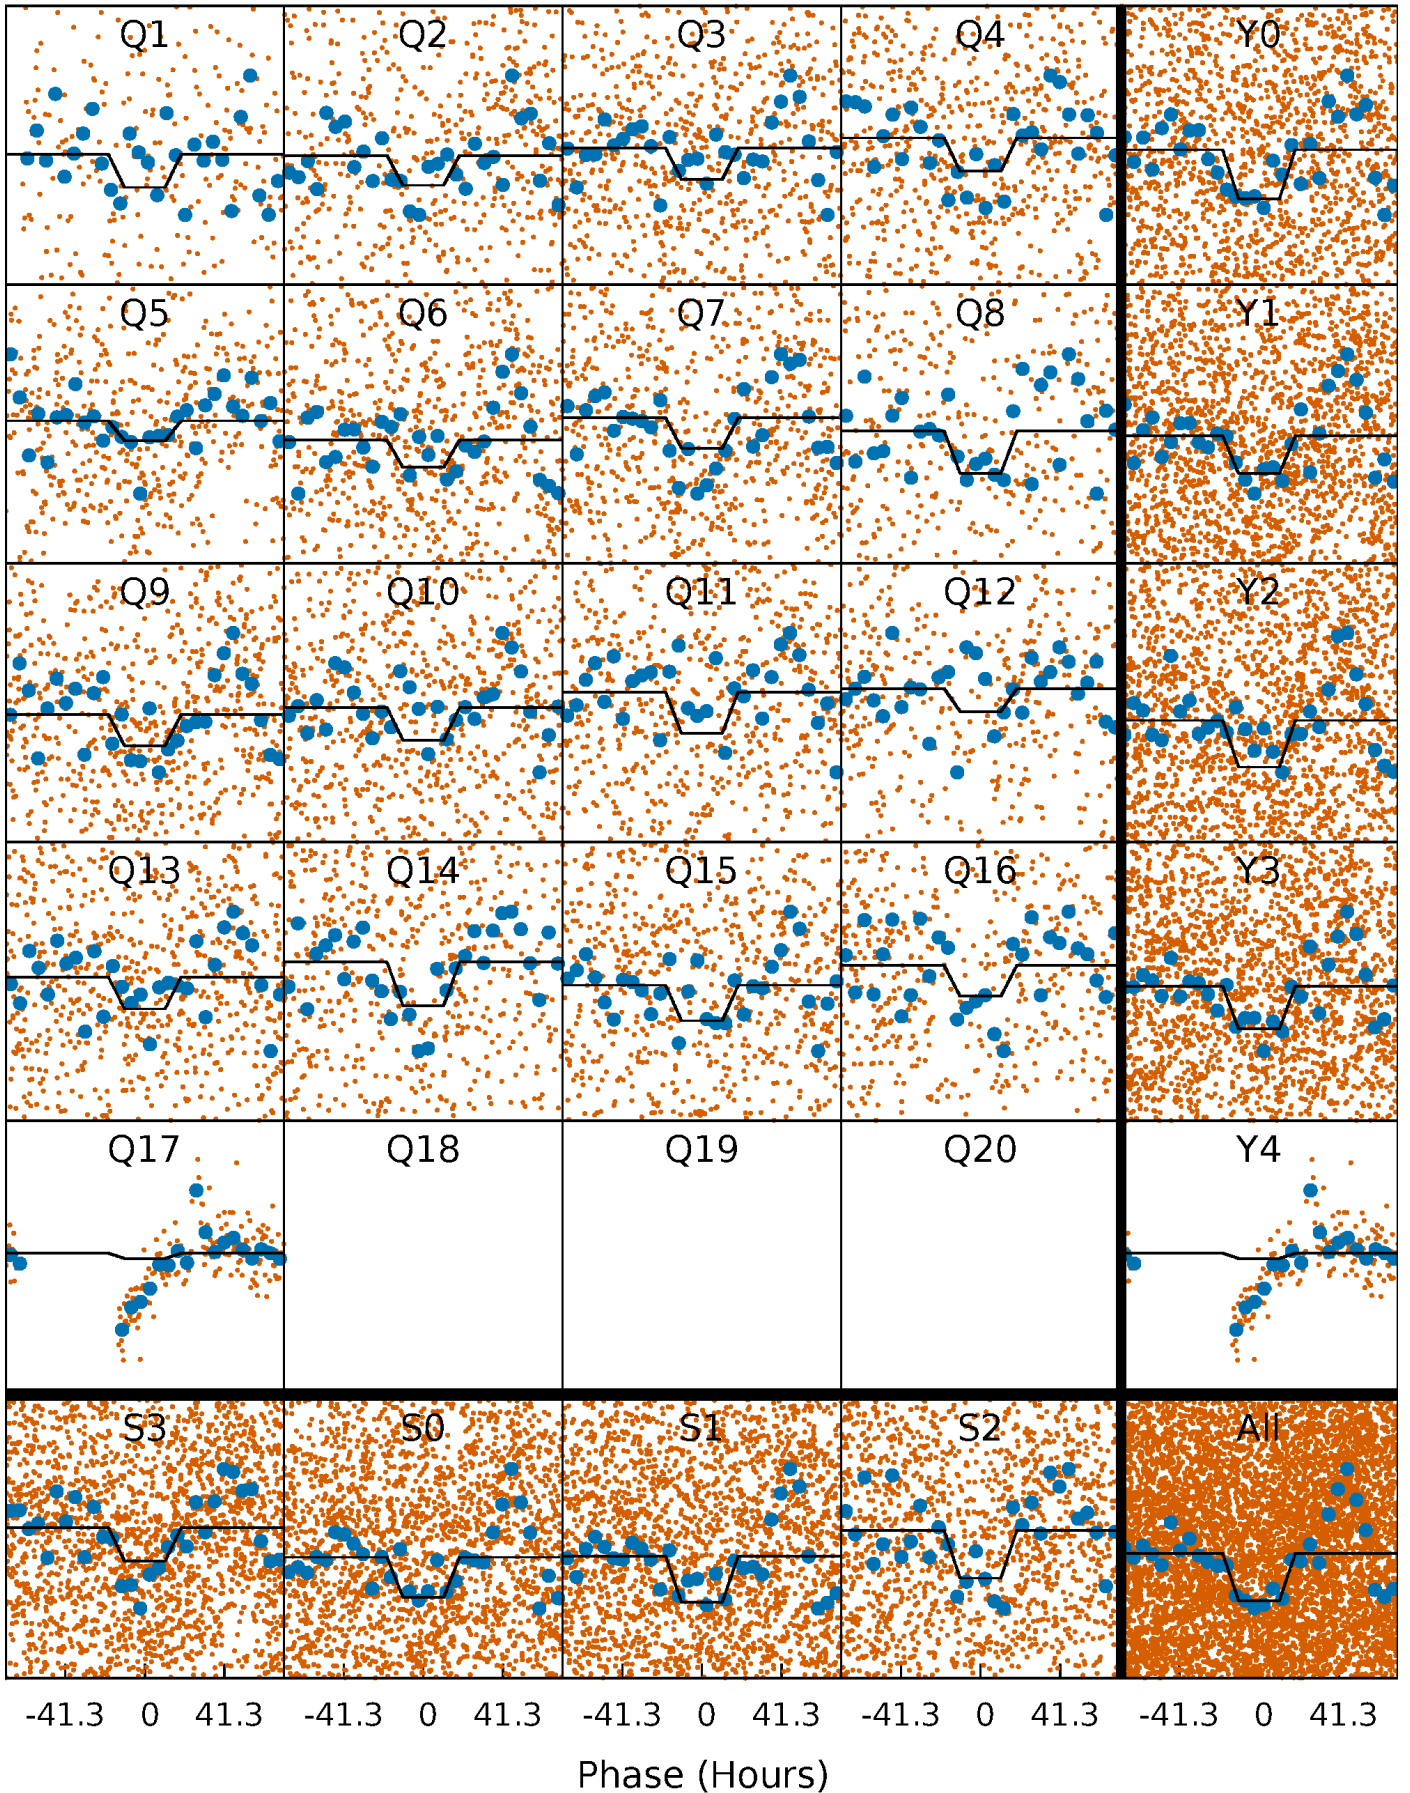 Q1 Q2 Q3 Q4 Y0
Q5 Q6 Q7 Q8 Y1
Q9 Q10 Q11 Q12 Y2
Q13 Q14 Q15 Q16 Y3
Q17 Q18 Q19 Q20 Y4
S3 S0 S1 S2 All
-41.3 0 41.3 -41.3 0 41.3 -41.3 0 41.3 -41.3 0 41.3 -41.3 0 41.3
Phase (Hours)